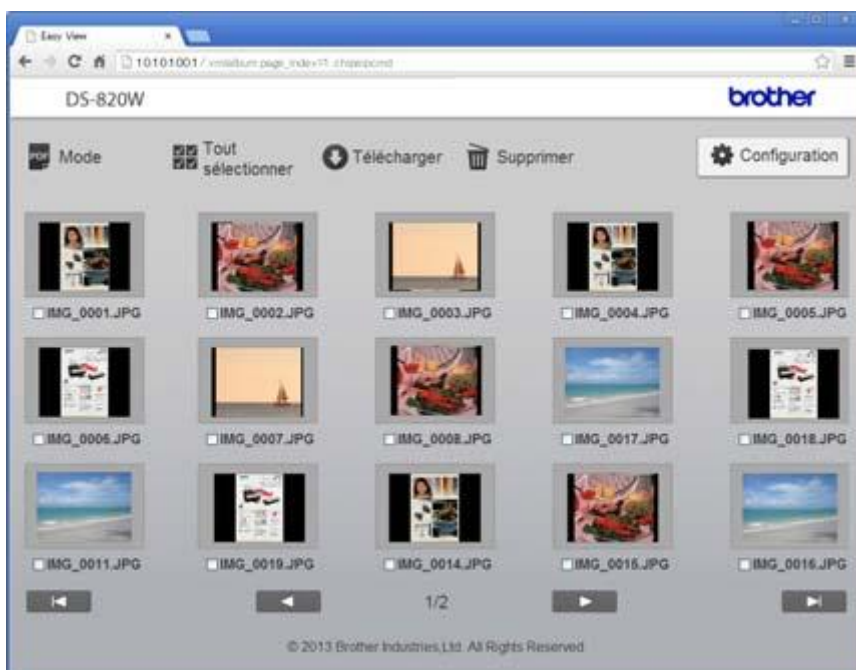 Easy View
10101001/
DS-820W
brother
PDF
Mode
Tout
sélectionner
Télécharger
Supprimer
Configuration
IMG_0001.JPG
IMG_0002.JPG
IMG_0003.JPG
IMG_0004.JPG
IMG_0005.JPG
IMG_0006.JPG
IMG_0007.JPG
IMG_0008.JPG
IMG_0017.JPG
IMG_0018.JPG
IMG_0011.JPG
IMG_0019.JPG
IMG_0014.JPG
IMG_0015.JPG
IMG_0016.JPG
1/2
© 2013 Brother Industries,Ltd. All Rights Reserved